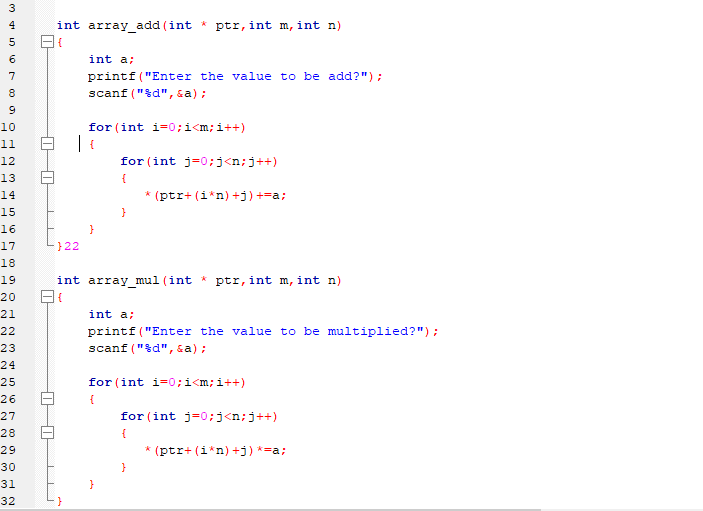 3
4 int array_add(int * ptr,int m,int n)
5 {
6 int a;
7 printf("Enter the value to be add?");
8 scanf("%d",&a);
9
10 for(int i=0;i<m;i++)
11 {
12 for(int j=0;j<n;j++)
13 {
14 *(ptr+(i*n)+j)+=a;
15 }
16 }
17 }22
18
19 int array_mul(int * ptr,int m,int n)
20 {
21 int a;
22 printf("Enter the value to be multiplied?");
23 scanf("%d",&a);
24
25 for(int i=0;i<m;i++)
26 {
27 for(int j=0;j<n;j++)
28 {
29 *(ptr+(i*n)+j)*=a;
30 }
31 }
32 }